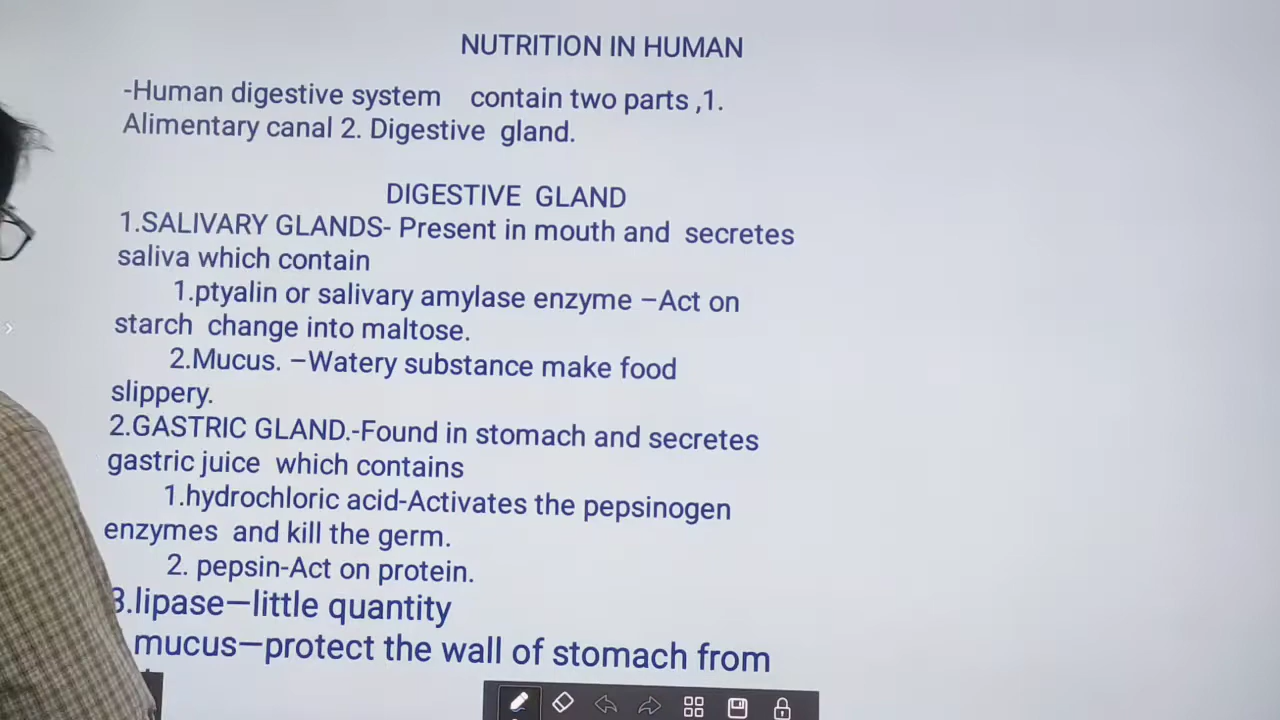 NUTRITION IN HUMAN
-Human digestive system contain two parts ,1.
Alimentary canal 2. Digestive gland.
DIGESTIVE GLAND
1.SALIVARY GLANDS- Present in mouth and secretes
saliva which contain
1.ptyalin or salivary amylase enzyme –Act on
starch change into maltose.
2.Mucus. –Watery substance make food
slippery.
2.GASTRIC GLAND.-Found in stomach and secretes
gastric juice which contains
1.hydrochloric acid-Activates the pepsinogen
enzymes and kill the germ.
2. pepsin-Act on protein.
3.lipase—little quantity
mucus—protect the wall of stomach from